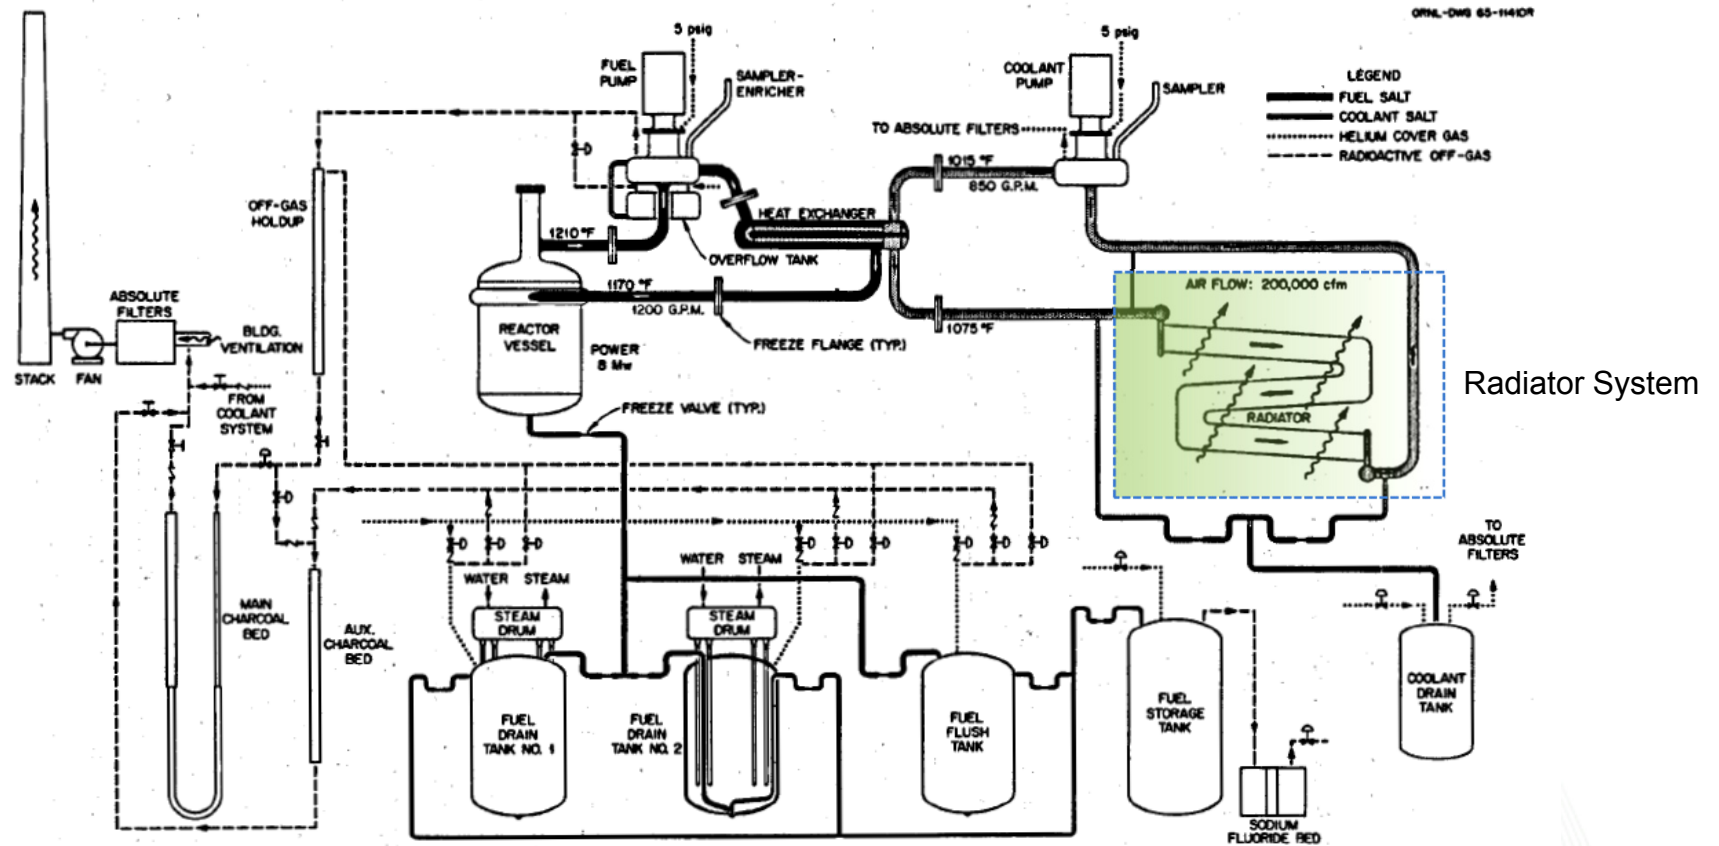 ORNL-DWG 65-11410R
5 psig
FUEL
PUMP
SAMPLER-
ENRICHER
5 psig
COOLANT
PUMP
SAMPLER
LEGEND
FUEL SALT
COOLANT SALT
HELIUM COVER GAS
RADIOACTIVE OFF-GAS
TO ABSOLUTE FILTERS
1015 °F
850 G.P.M.
OFF-GAS
HOLDUP
1210 °F
HEAT EXCHANGER
OVERFLOW TANK
1170 °F
1200 G.P.M.
1075 °F
AIR FLOW: 200,000 cfm
RADIATOR
Radiator System
ABSOLUTE
FILTERS
BLDG.
VENTILATION
STACK
FAN
FROM
COOLANT
SYSTEM
REACTOR
VESSEL
POWER
8 Mw
FREEZE FLANGE (TYP.)
FREEZE VALVE (TYP.)
TO
ABSOLUTE
FILTERS
WATER
STEAM
WATER
STEAM
STEAM
DRUM
STEAM
DRUM
MAIN
CHARCOAL
BED
AUX.
CHARCOAL
BED
FUEL
DRAIN
TANK NO. 1
FUEL
DRAIN
TANK NO. 2
FUEL
FLUSH
TANK
FUEL
STORAGE
TANK
COOLANT
DRAIN
TANK
SODIUM
FLUORIDE BED